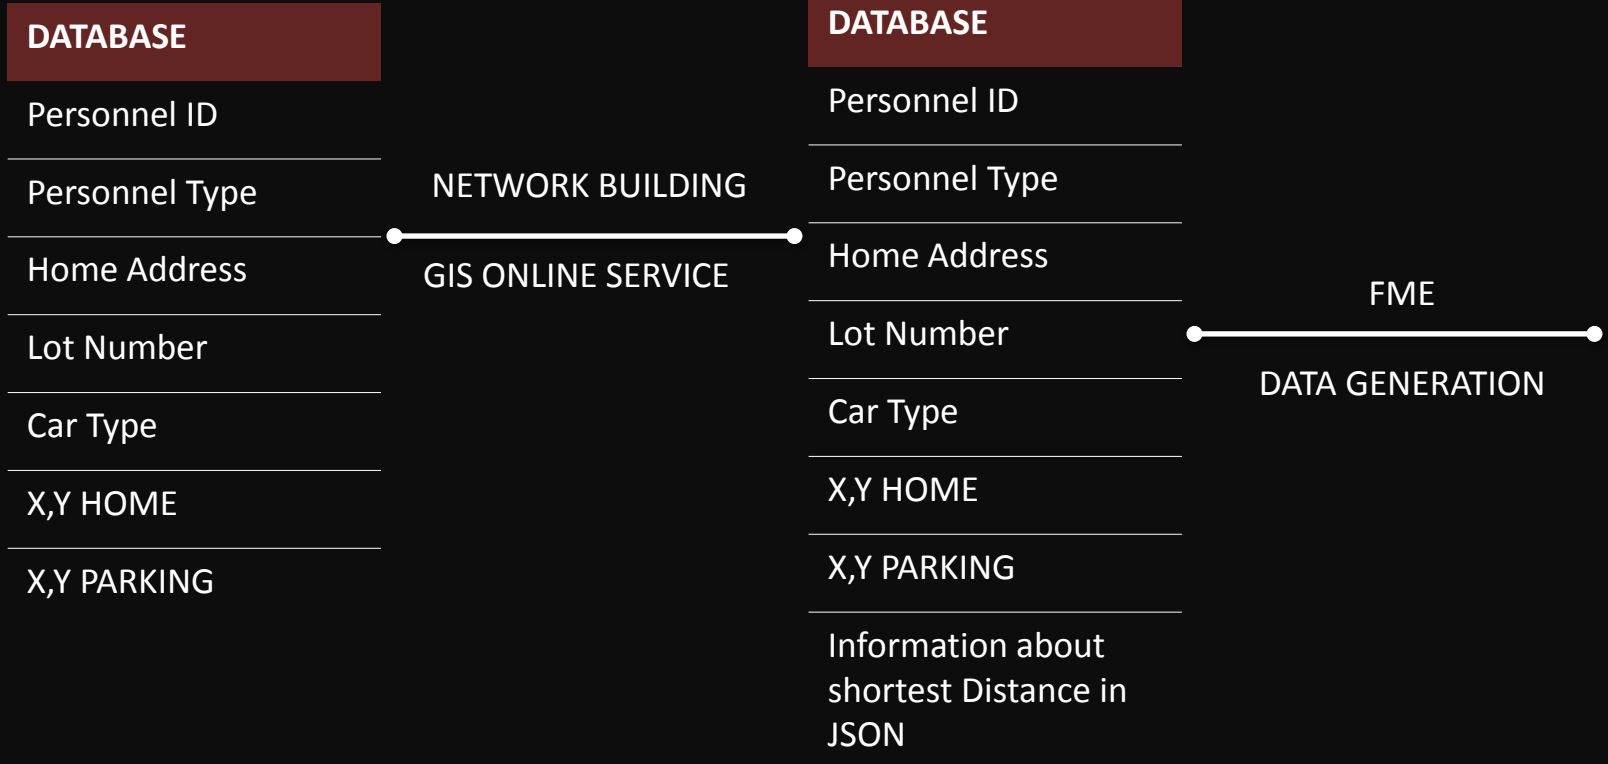 DATABASE
Personnel ID
Personnel Type
Home Address
Lot Number
Car Type
X,Y HOME
X,Y PARKING
NETWORK BUILDING
GIS ONLINE SERVICE
DATABASE
Personnel ID
Personnel Type
Home Address
Lot Number
Car Type
X,Y HOME
X,Y PARKING
Information about
shortest Distance in
JSON
FME
DATA GENERATION